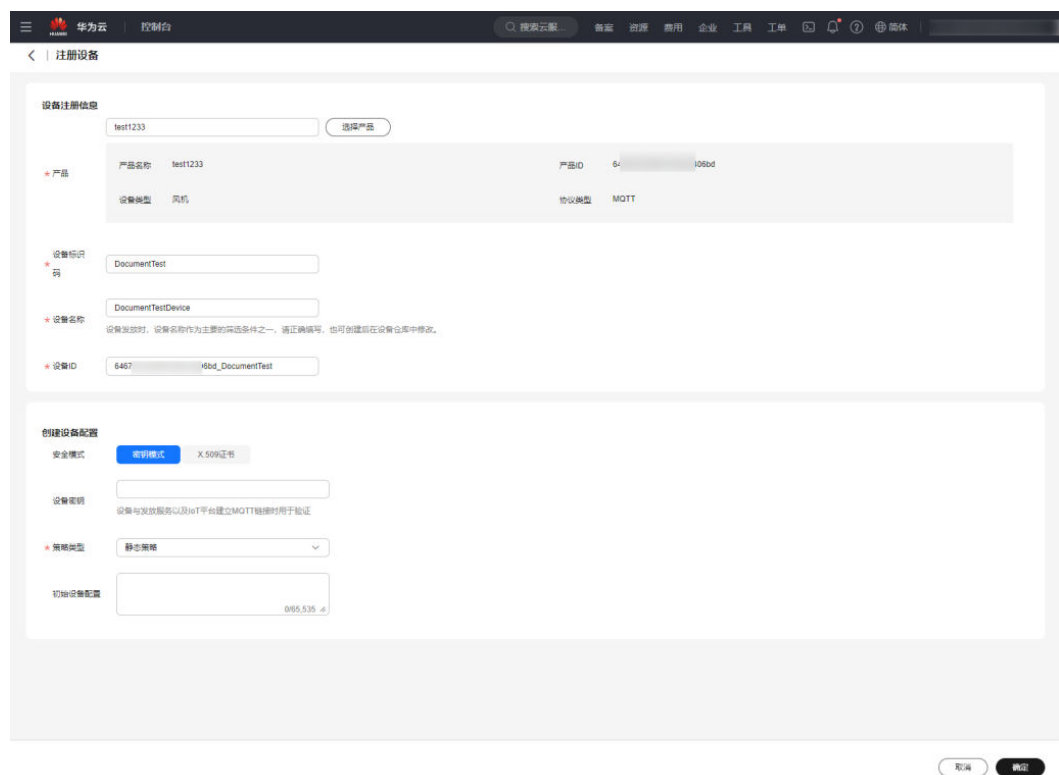 HUAWEI 华为云 控制台 搜索云服... 备案 资源 费用 企业 工具 工单 简体
注册设备
设备注册信息
test1233 选择产品
* 产品
产品名称 test1233 产品ID 64 406bd
设备类型 风机 协议类型 MQTT
* 设备标识码 DocumentTest
* 设备名称 DocumentTestDevice
设备发放时，设备名称作为主要的筛选条件之一，请正确填写，也可创建后在设备仓库中修改。
* 设备ID 6467 06bd_DocumentTest
创建设备配置
安全模式 密钥模式 X.509证书
设备密钥
设备与发放服务以及IoT平台建立MQTT链接时用于验证
* 策略类型 静态策略
初始设备配置
0/65,535
取消 确定